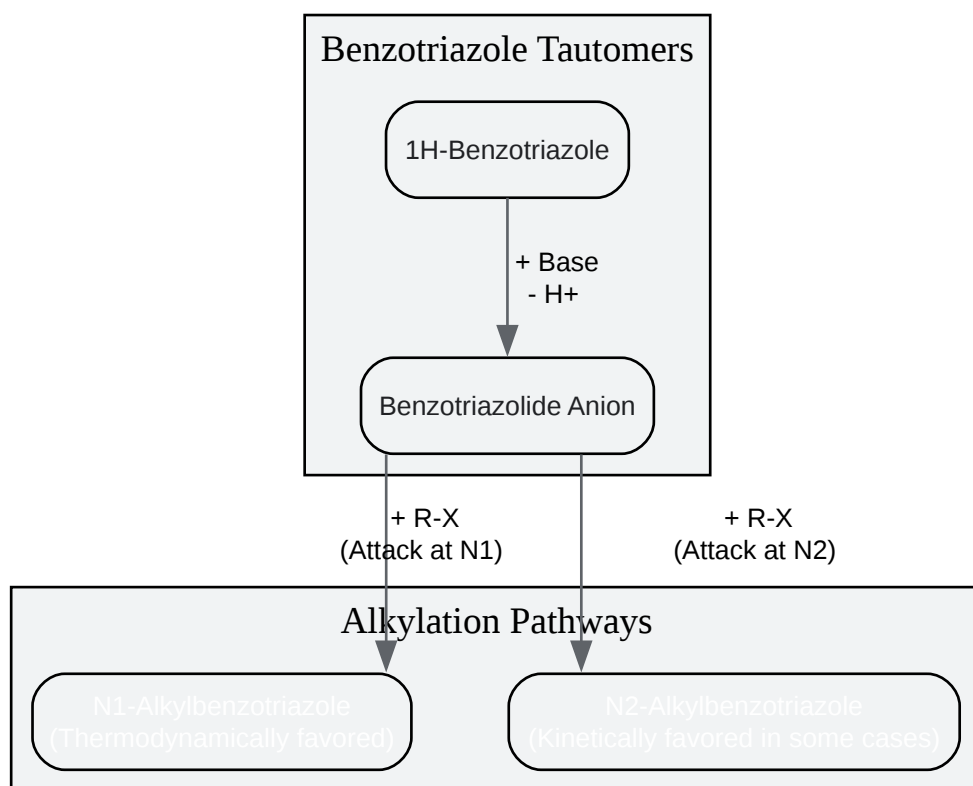 Benzotriazole Tautomers
1H-Benzotriazole
+ Base
- H+
Benzotriazolide Anion
+ R-X
(Attack at N1)
+ R-X
(Attack at N2)
Alkylation Pathways
N1-Alkylbenzotriazole
(Thermodynamically favored)
N2-Alkylbenzotriazole
(Kinetically favored in some cases)